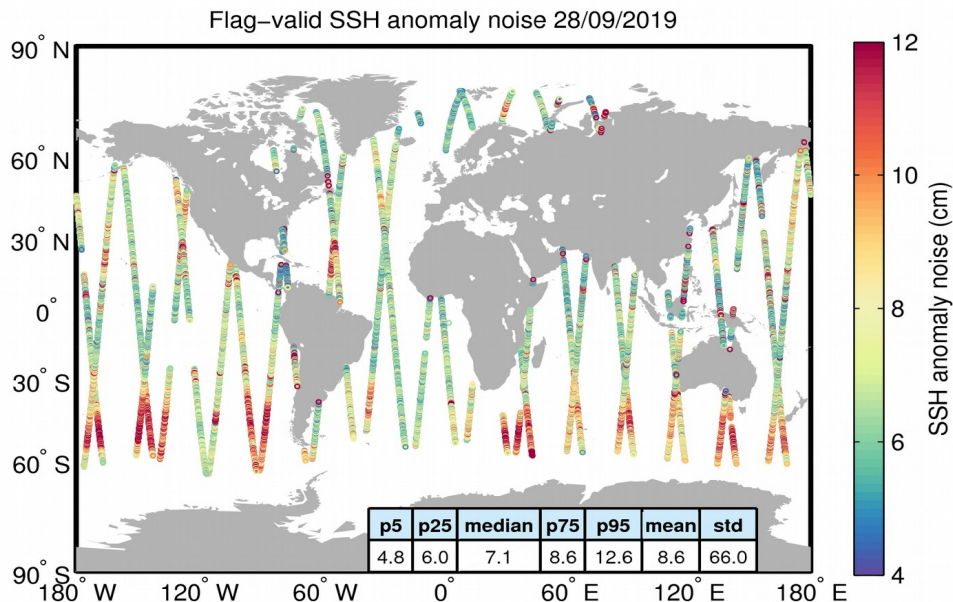 Flag−valid SSH anomaly noise 28/09/2019
90° N
60° N
30° N
0°
30° S
60° S
90° S
180° W
120° W
60° W
0°
60° E
120° E
180° E
p5 p25 median p75 p95 mean std
4.8 6.0 7.1 8.6 12.6 8.6 66.0
12
10
8
6
4
SSH anomaly noise (cm)